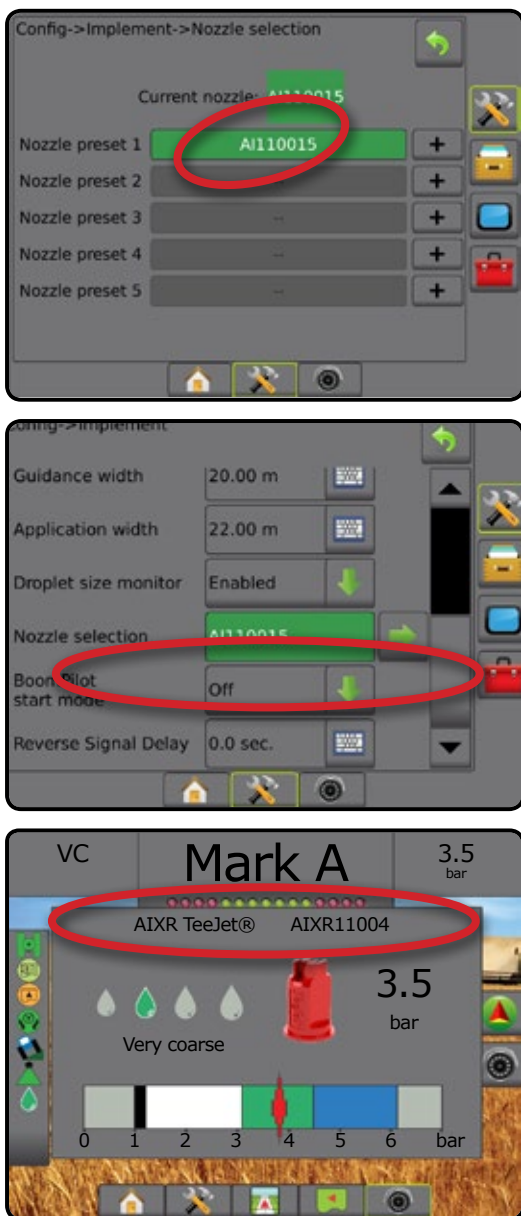 Config->Implement->Nozzle selection
Current nozzle: AI110015
Nozzle preset 1 AI110015 +
Nozzle preset 2 -- +
Nozzle preset 3 -- +
Nozzle preset 4 -- +
Nozzle preset 5 -- +
Config->Implement
Guidance width 20.00 m
Application width 22.00 m
Droplet size monitor Enabled
Nozzle selection AI110015
BoomPilot
start mode Off
Reverse Signal Delay 0.0 sec.
VC Mark A 3.5
bar
AIXR TeeJet® AIXR11004
3.5
bar
Very coarse
0 1 2 3 4 5 6 bar